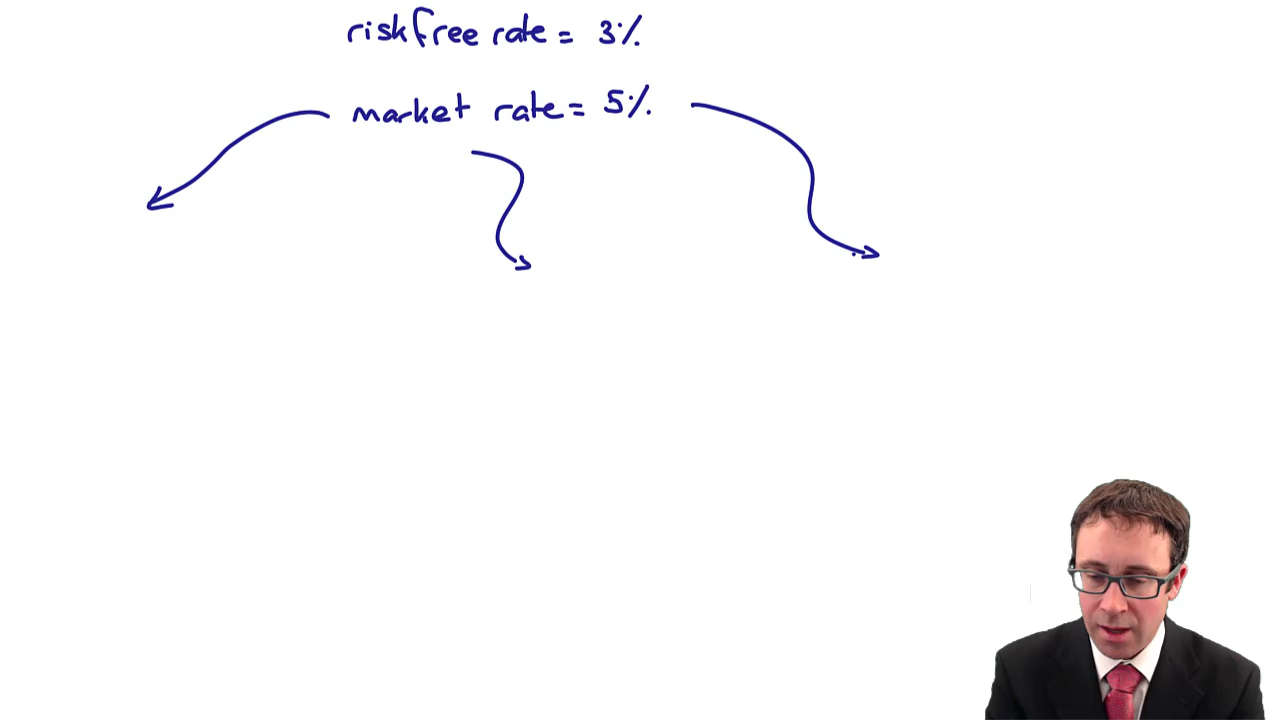 riskfree rate = 3%
market rate = 5%